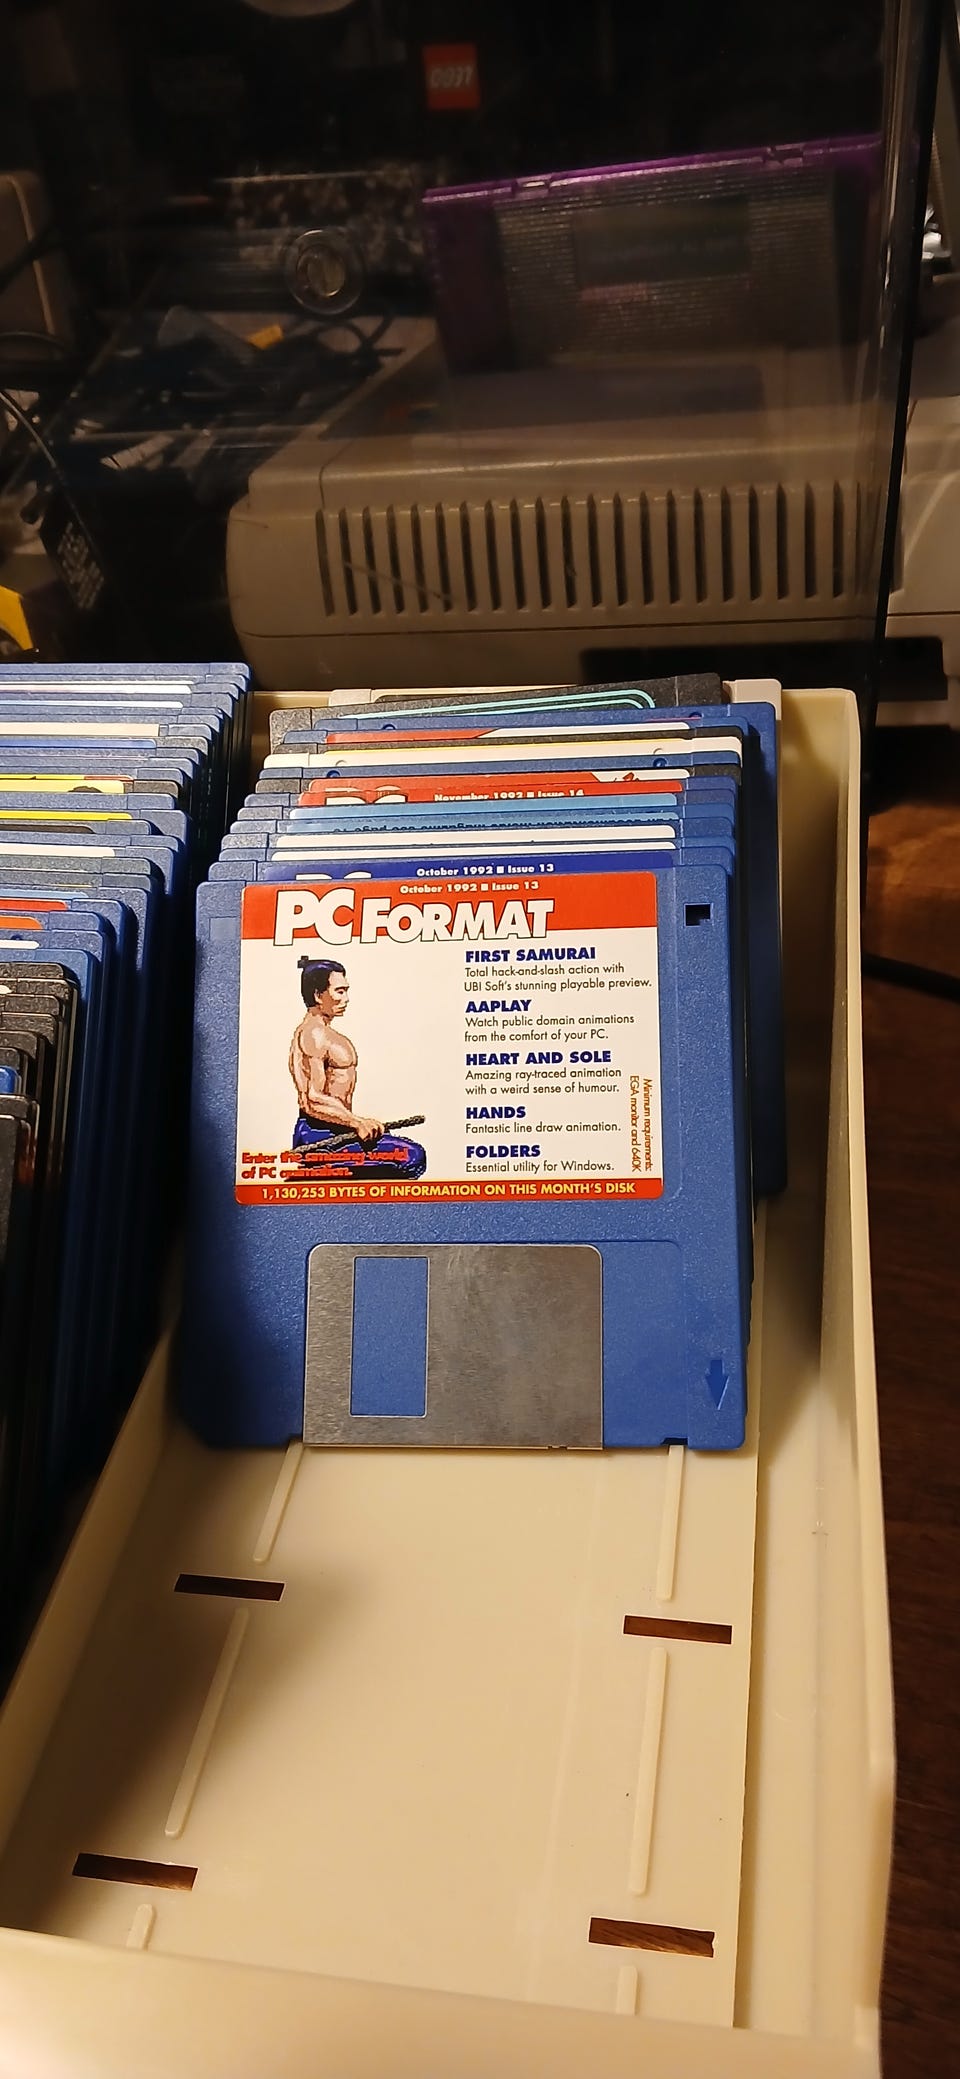 November 1992 ■ Issue 14
October 1992 ■ Issue 13
October 1992 ■ Issue 13
PC FORMAT
FIRST SAMURAI
Total hack-and-slash action with
UBI Soft's stunning playable preview.
AAPLAY
Watch public domain animations
from the comfort of your PC.
HEART AND SOLE
Amazing ray-traced animation
with a weird sense of humour.
HANDS
Fantastic line draw animation.
FOLDERS
Essential utility for Windows.
Minimum requirements:
EGA monitor and 640K
Enter the amazing world
of PC animation.
1,130,253 BYTES OF INFORMATION ON THIS MONTH'S DISK